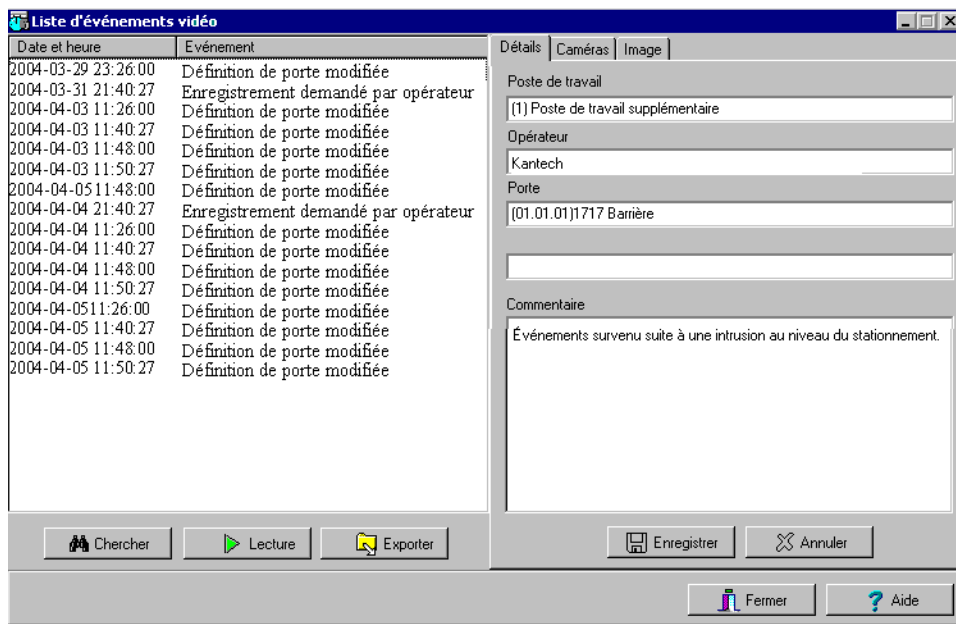 Liste d'événements vidéo
Date et heure Evénement
2004-03-29 23:26:00 Définition de porte modifiée
2004-03-31 21:40:27 Enregistrement demandé par opérateur
2004-04-03 11:26:00 Définition de porte modifiée
2004-04-03 11:40:27 Définition de porte modifiée
2004-04-03 11:48:00 Définition de porte modifiée
2004-04-03 11:50:27 Définition de porte modifiée
2004-04-0511:48:00 Définition de porte modifiée
2004-04-04 21:40:27 Enregistrement demandé par opérateur
2004-04-04 11:26:00 Définition de porte modifiée
2004-04-04 11:40:27 Définition de porte modifiée
2004-04-04 11:48:00 Définition de porte modifiée
2004-04-04 11:50:27 Définition de porte modifiée
2004-04-0511:26:00 Définition de porte modifiée
2004-04-05 11:40:27 Définition de porte modifiée
2004-04-05 11:48:00 Définition de porte modifiée
2004-04-05 11:50:27 Définition de porte modifiée
Chercher Lecture Exporter
Détails Caméras Image
Poste de travail
(1) Poste de travail supplémentaire
Opérateur
Kantech
Porte
(01.01.01)1717 Barrière
Commentaire
Événements survenu suite à une intrusion au niveau du stationnement.
Enregistrer Annuler
Fermer Aide